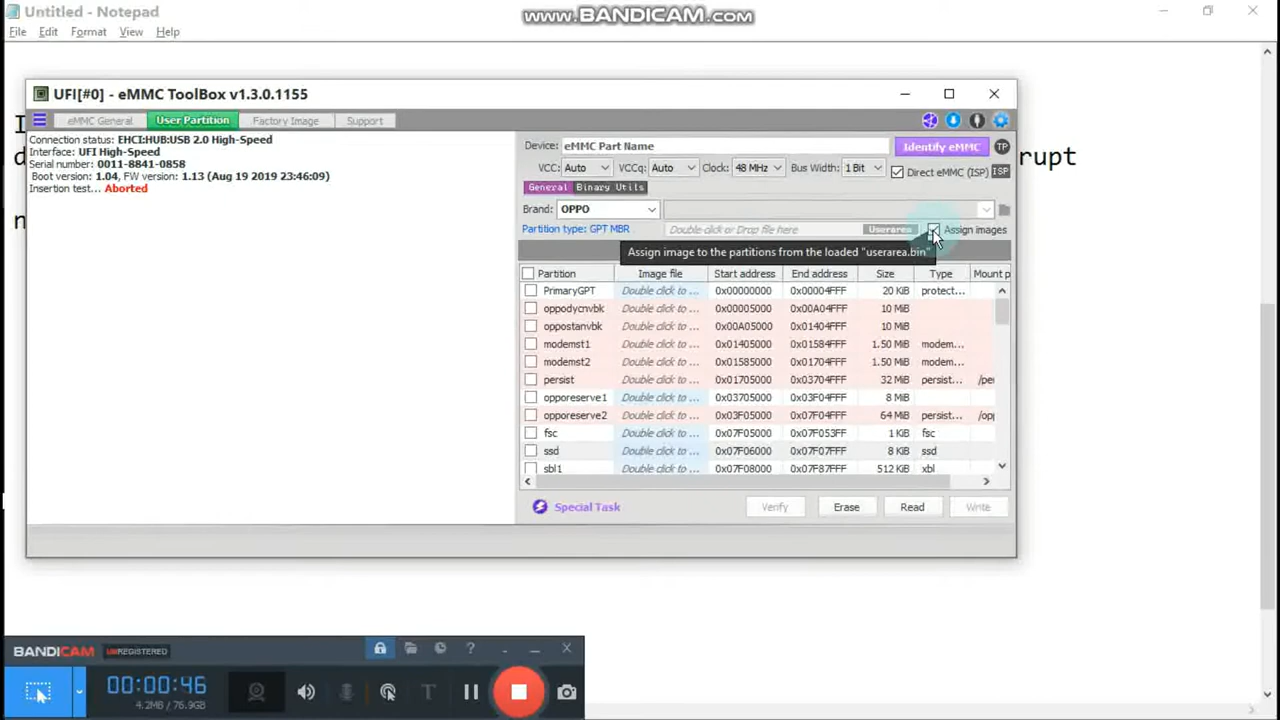 Untitled - Notepad
www.BANDICAM.com
File Edit Format View Help
I
d rupt
n
UFI[#0] - eMMC ToolBox v1.3.0.1155
eMMC General User Partition Factory Image Support
Connection status: EHCI:HUB:USB 2.0 High-Speed
Interface: UFI High-Speed
Serial number: 0011-8841-0858
Boot version: 1.04, FW version: 1.13 (Aug 19 2019 23:46:09)
Insertion test... Aborted
Device: eMMC Part Name Identify eMMC TP
VCC: Auto VCCq: Auto Clock: 48 MHz Bus Width: 1 Bit Direct eMMC (ISP) ISP
General Binary Utils
Brand: OPPO
Partition type: GPT MBR Double-click or Drop file here Userarea Assign images
Assign image to the partitions from the loaded "userarea.bin"
Partition Image file Start address End address Size Type Mount p
PrimaryGPT Double click to ... 0x00000000 0x00004FFF 20 KiB protect...
oppodycnvbk Double click to ... 0x00005000 0x00A04FFF 10 MiB
oppostanvbk Double click to ... 0x00A05000 0x01404FFF 10 MiB
modemst1 Double click to ... 0x01405000 0x01584FFF 1.50 MiB modem...
modemst2 Double click to ... 0x01585000 0x01704FFF 1.50 MiB modem...
persist Double click to ... 0x01705000 0x03704FFF 32 MiB persist... /per
opporeserve1 Double click to ... 0x03705000 0x03F04FFF 8 MiB
opporeserve2 Double click to ... 0x03F05000 0x07F04FFF 64 MiB persist... /opp
fsc Double click to ... 0x07F05000 0x07F053FF 1 KiB fsc
ssd Double click to ... 0x07F06000 0x07F07FFF 8 KiB ssd
sbl1 Double click to ... 0x07F08000 0x07F87FFF 512 KiB xbl
Special Task Verify Erase Read Write
BANDICAM UNREGISTERED
00:00:46
4.2MB / 76.9GB